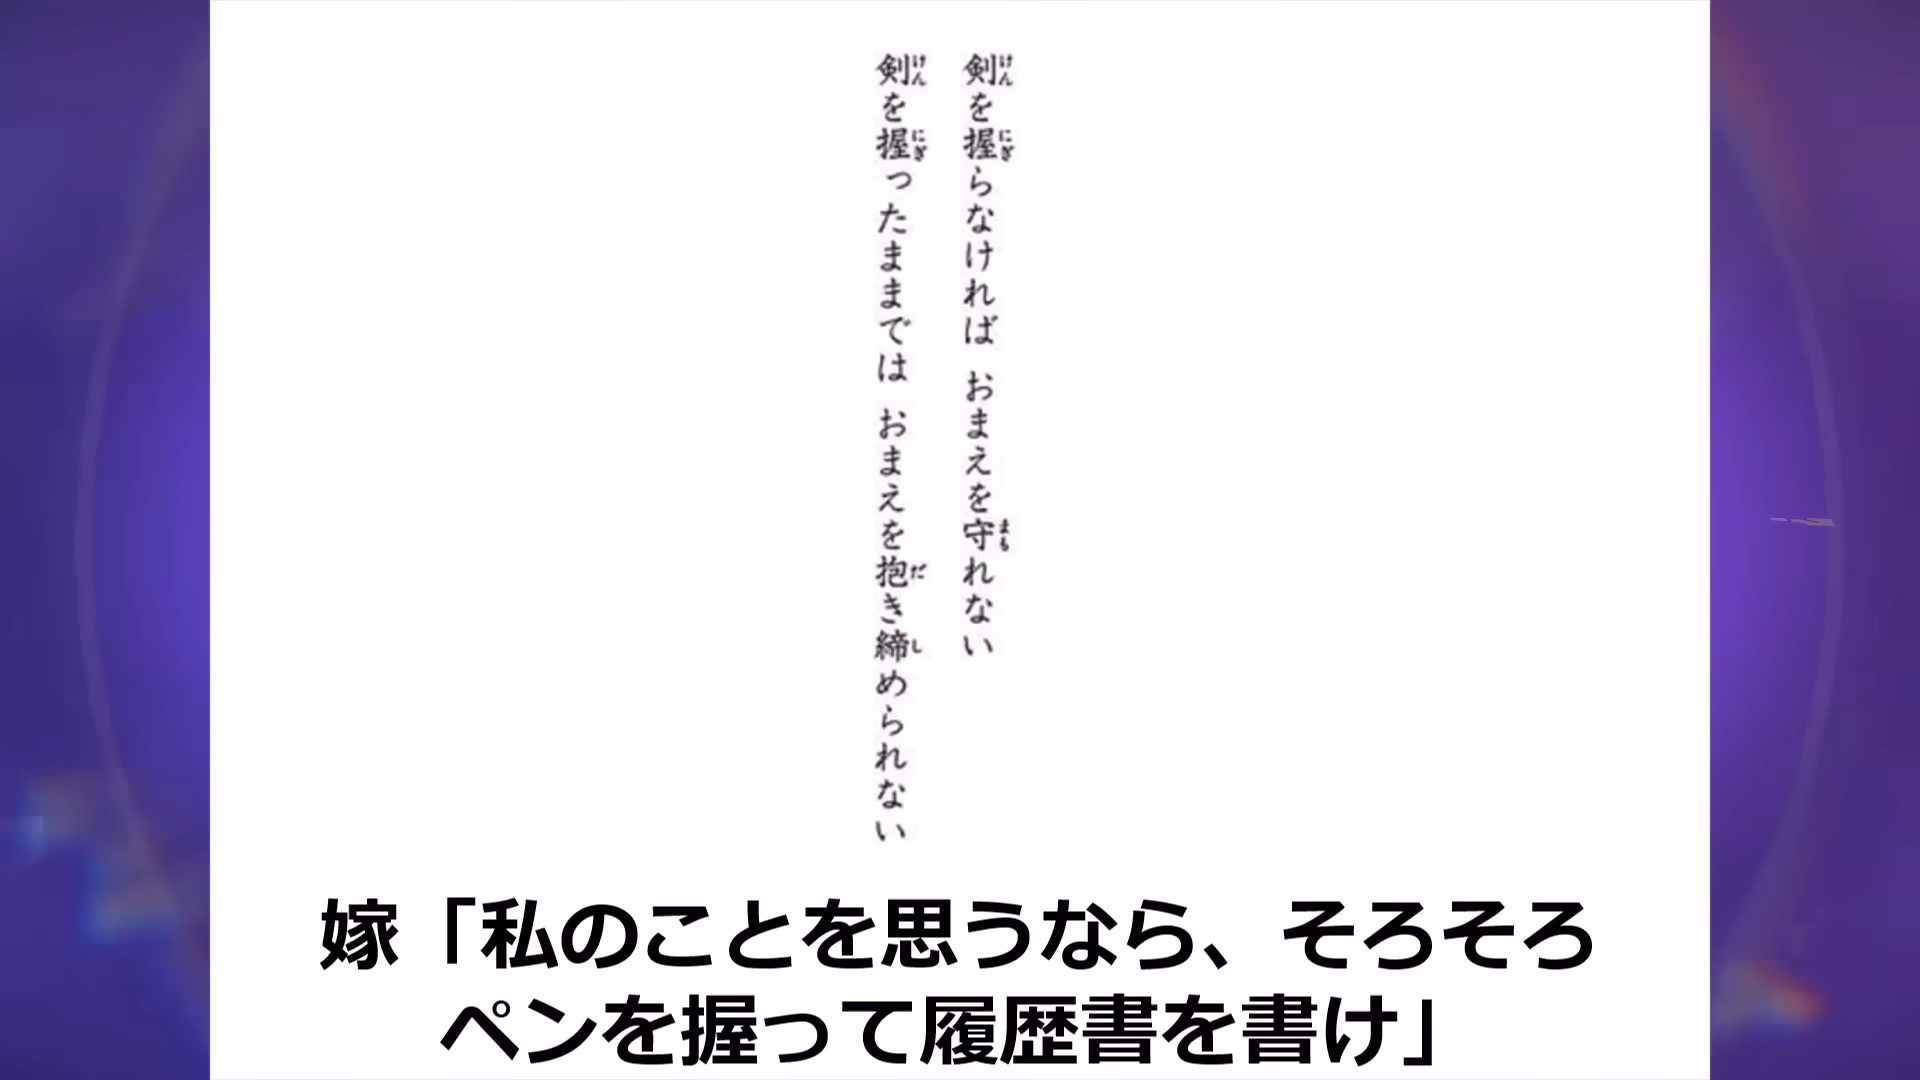 剣を握らなければ おまえを守れない
剣を握ったままでは おまえを抱き締められない
嫁「私のことを思うなら、そろそろ
ペンを握って履歴書を書け」